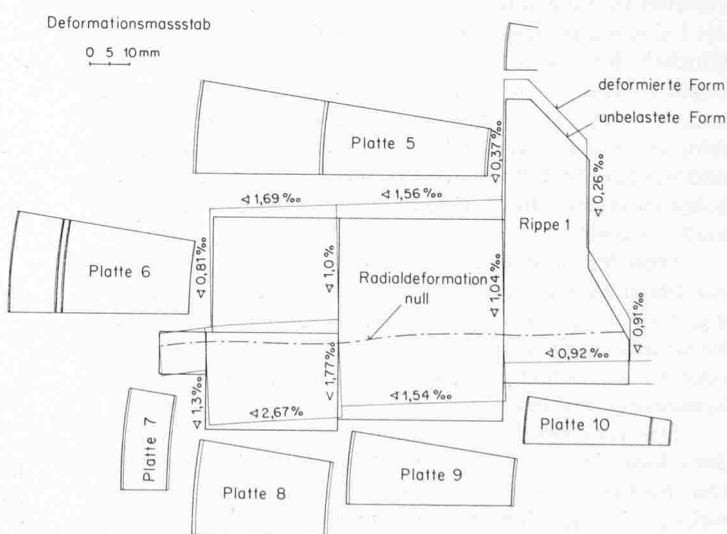 Deformationsmassstab
0 5 10mm
deformierte Form
unbelastete Form
Platte 5
∢ 0,37 ‰
∢ 0,26 ‰
∢ 1,69 ‰
∢ 1,56 ‰
Rippe 1
Platte 6
∢ 0,81 ‰
∢ 1,0 ‰
Radialdeformation
null
∢ 1,04 ‰
∢ 0,91 ‰
∢ 0,92 ‰
∢ 1,3 ‰
< 1,77 ‰
∢ 2,67 ‰
∢ 1,54 ‰
Platte 7
Platte 10
Platte 8
Platte 9